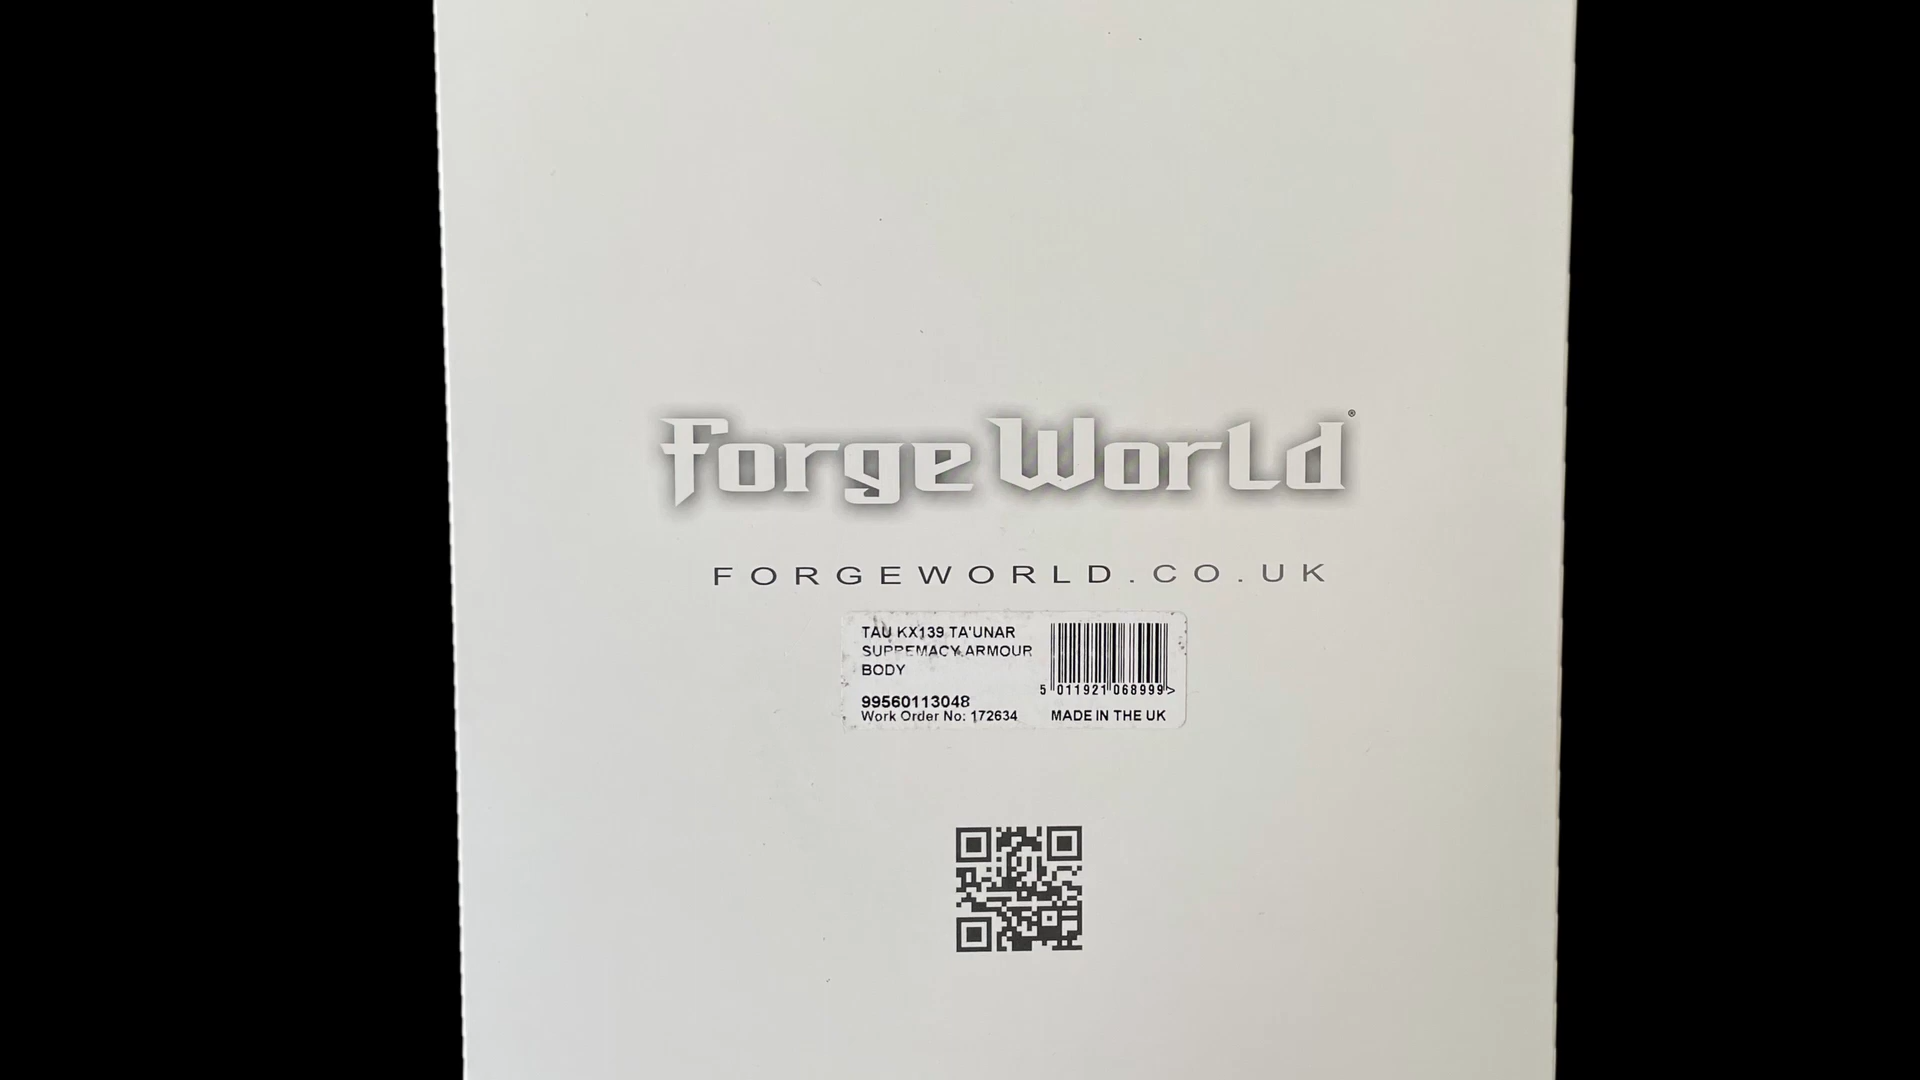 Forge World®
FORGEWORLD.CO.UK
TAU KX139 TA'UNAR
SUPREMACY ARMOUR
BODY
99560113048
Work Order No: 172634
5 011921 068999>
MADE IN THE UK